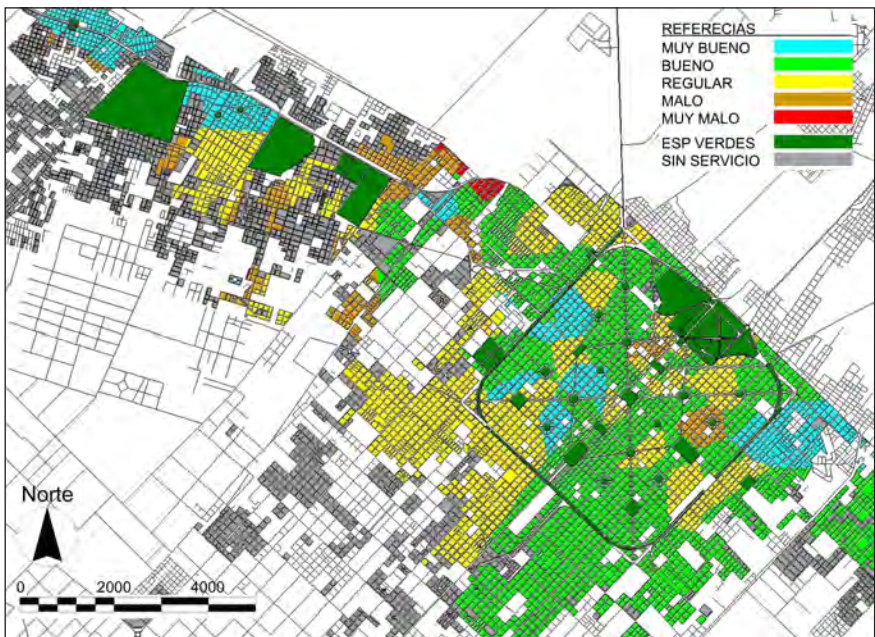 REFERECIAS
MUY BUENO
BUENO
REGULAR
MALO
MUY MALO
ESP VERDES
SIN SERVICIO
Norte
0 2000 4000